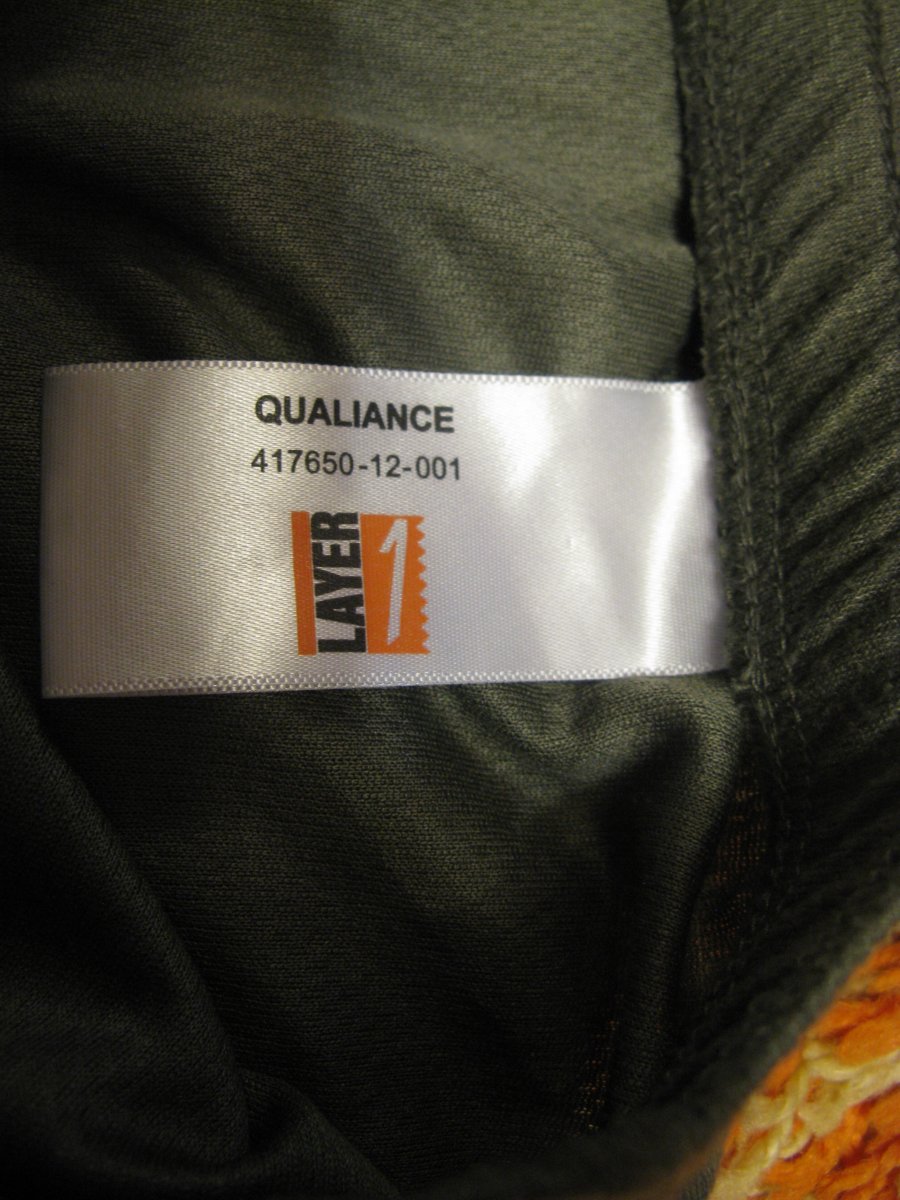 QUALIANCE
417650-12-001
LAYER
1